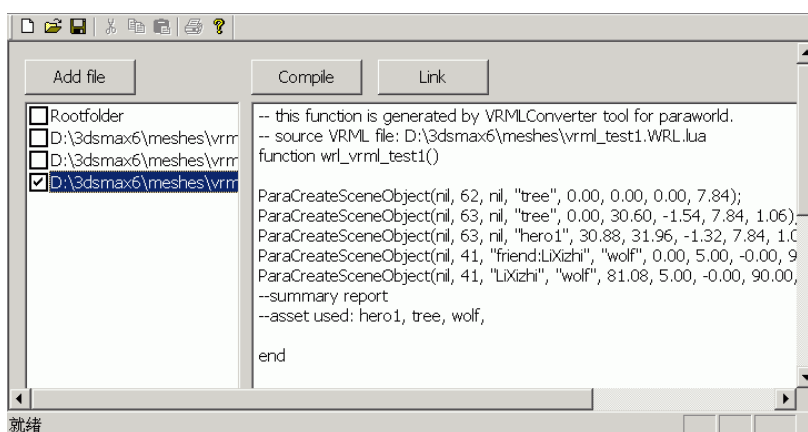 Add file
Compile
Link
Rootfolder
D:\3dsmax6\meshes\vrm
D:\3dsmax6\meshes\vrm
D:\3dsmax6\meshes\vrm
-- this function is generated by VRMLConverter tool for paraworld.
-- source VRML file: D:\3dsmax6\meshes\vrml_test1.WRL.lua
function wrl_vrml_test1()
ParaCreateSceneObject(nil, 62, nil, "tree", 0.00, 0.00, 0.00, 7.84);
ParaCreateSceneObject(nil, 63, nil, "tree", 0.00, 30.60, -1.54, 7.84, 1.06)
ParaCreateSceneObject(nil, 63, nil, "hero1", 30.88, 31.96, -1.32, 7.84, 1.0
ParaCreateSceneObject(nil, 41, "friend:LiXizhi", "wolf", 0.00, 5.00, -0.00, 9
ParaCreateSceneObject(nil, 41, "LiXizhi", "wolf", 81.08, 5.00, -0.00, 90.00,
--summary report
--asset used: hero1, tree, wolf,
end
就绪